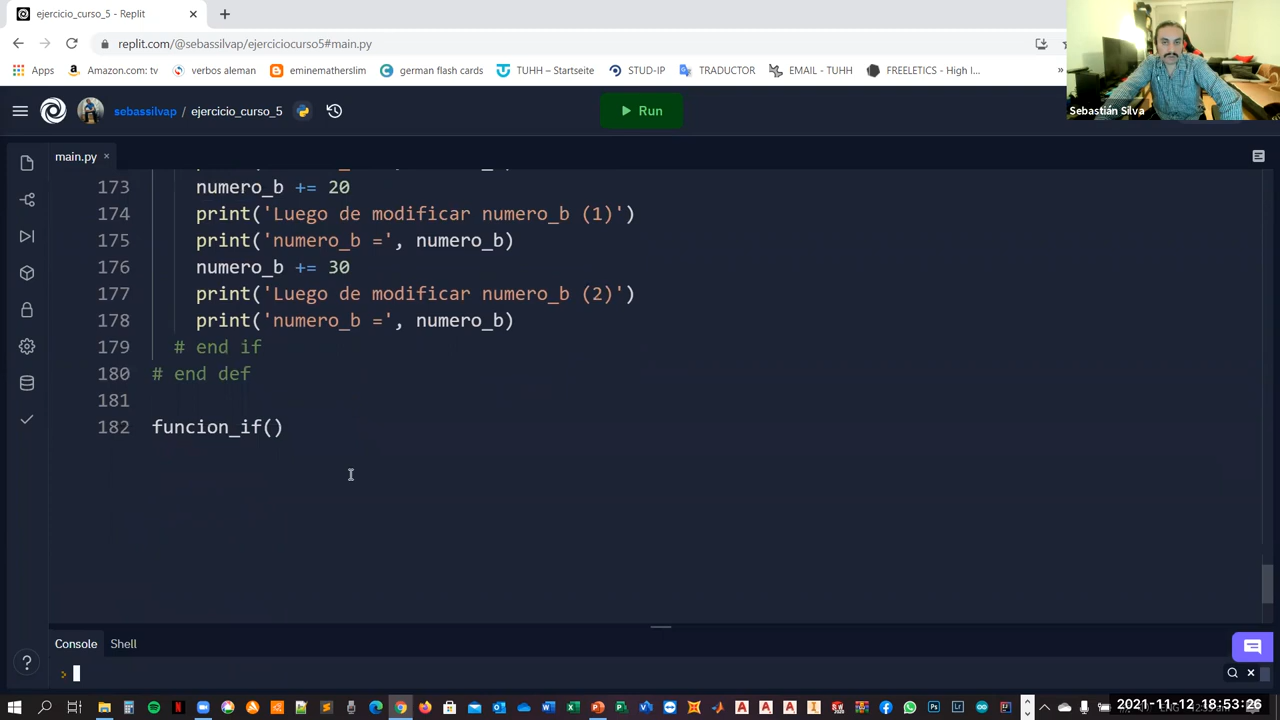 ejercicio_curso_5 - Replit
replit.com/@sebassilvap/ejerciciocurso5#main.py
Apps Amazon.com: tv verbos aleman eminematherslim german flash cards TUHH – Startseite STUD-IP TRADUCTOR EMAIL - TUHH FREELETICS - High I... »
Sebastián Silva
sebassilvap / ejercicio_curso_5 Run
main.py
173 numero_b += 20
174 print('Luego de modificar numero_b (1)')
175 print('numero_b =', numero_b)
176 numero_b += 30
177 print('Luego de modificar numero_b (2)')
178 print('numero_b =', numero_b)
179 # end if
180 # end def
181
182 funcion_if()
Console Shell
2021-11-12 18:53:26